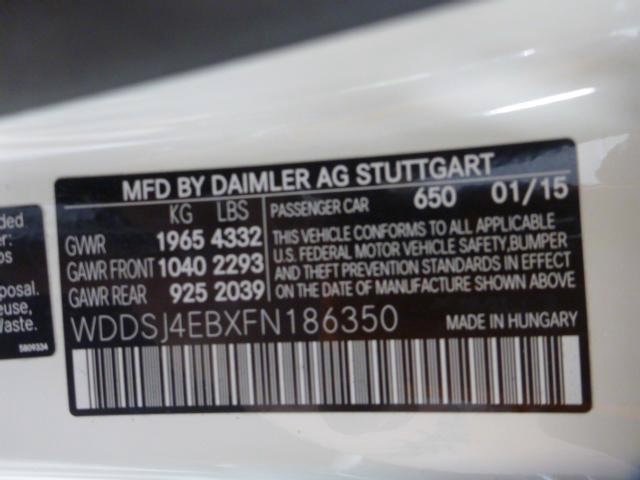 MFD BY DAIMLER AG STUTTGART
KG LBS
GVWR 1965 4332
GAWR FRONT 1040 2293
GAWR REAR 925 2039
PASSENGER CAR 650 01/15
THIS VEHICLE CONFORMS TO ALL APPLICABLE
U.S. FEDERAL MOTOR VEHICLE SAFETY, BUMPER
AND THEFT PREVENTION STANDARDS IN EFFECT
ON THE DATE OF MANUFACTURE SHOWN ABOVE
WDDSJ4EBXFN186350 MADE IN HUNGARY
5809334